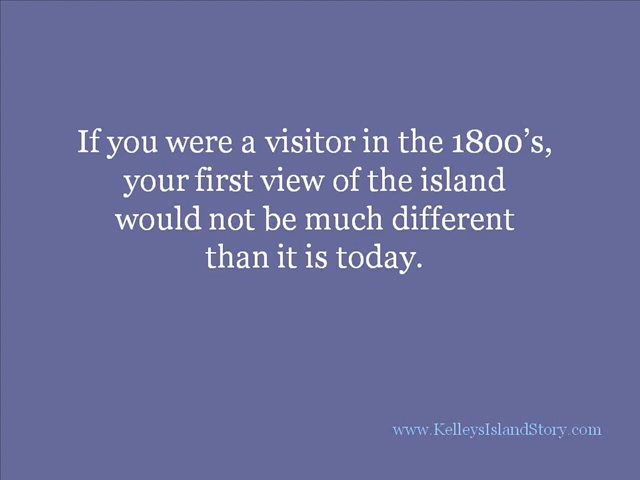 If you were a visitor in the 1800’s,
your first view of the island
would not be much different
than it is today.
www.KelleysIslandStory.com